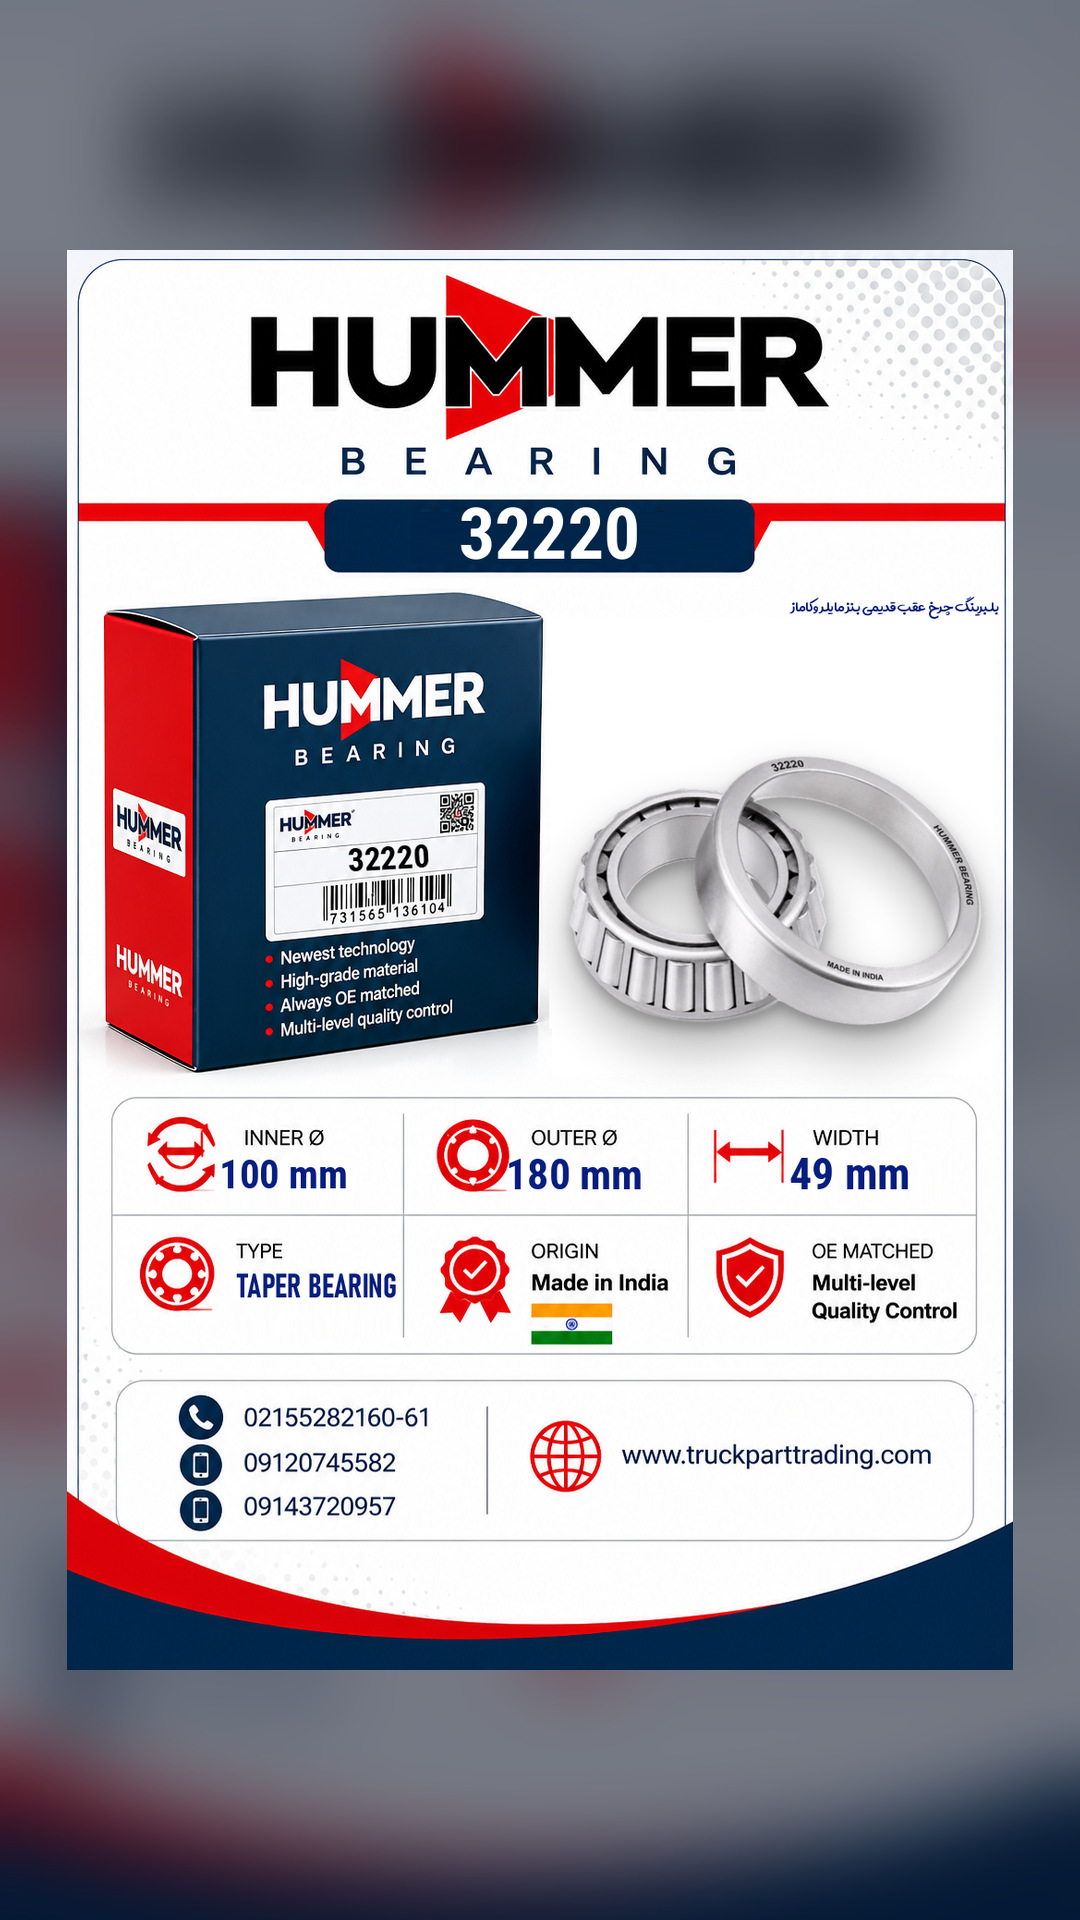 HUMMER
BEARING
32220
بلبرینگ چرخ عقب قدیمی بنز مایلر و کاماز
HUMMER
BEARING
HUMMER
BEARING
32220
731565 136104
• Newest technology
• High-grade material
• Always OE matched
• Multi-level quality control
HUMMER
BEARING
HUMMER
BEARING
32220
HUMMER BEARING
MADE IN INDIA
INNER Ø
100 mm
OUTER Ø
180 mm
WIDTH
49 mm
TYPE
TAPER BEARING
ORIGIN
Made in India
OE MATCHED
Multi-level
Quality Control
02155282160-61
09120745582
09143720957
www.truckparttrading.com